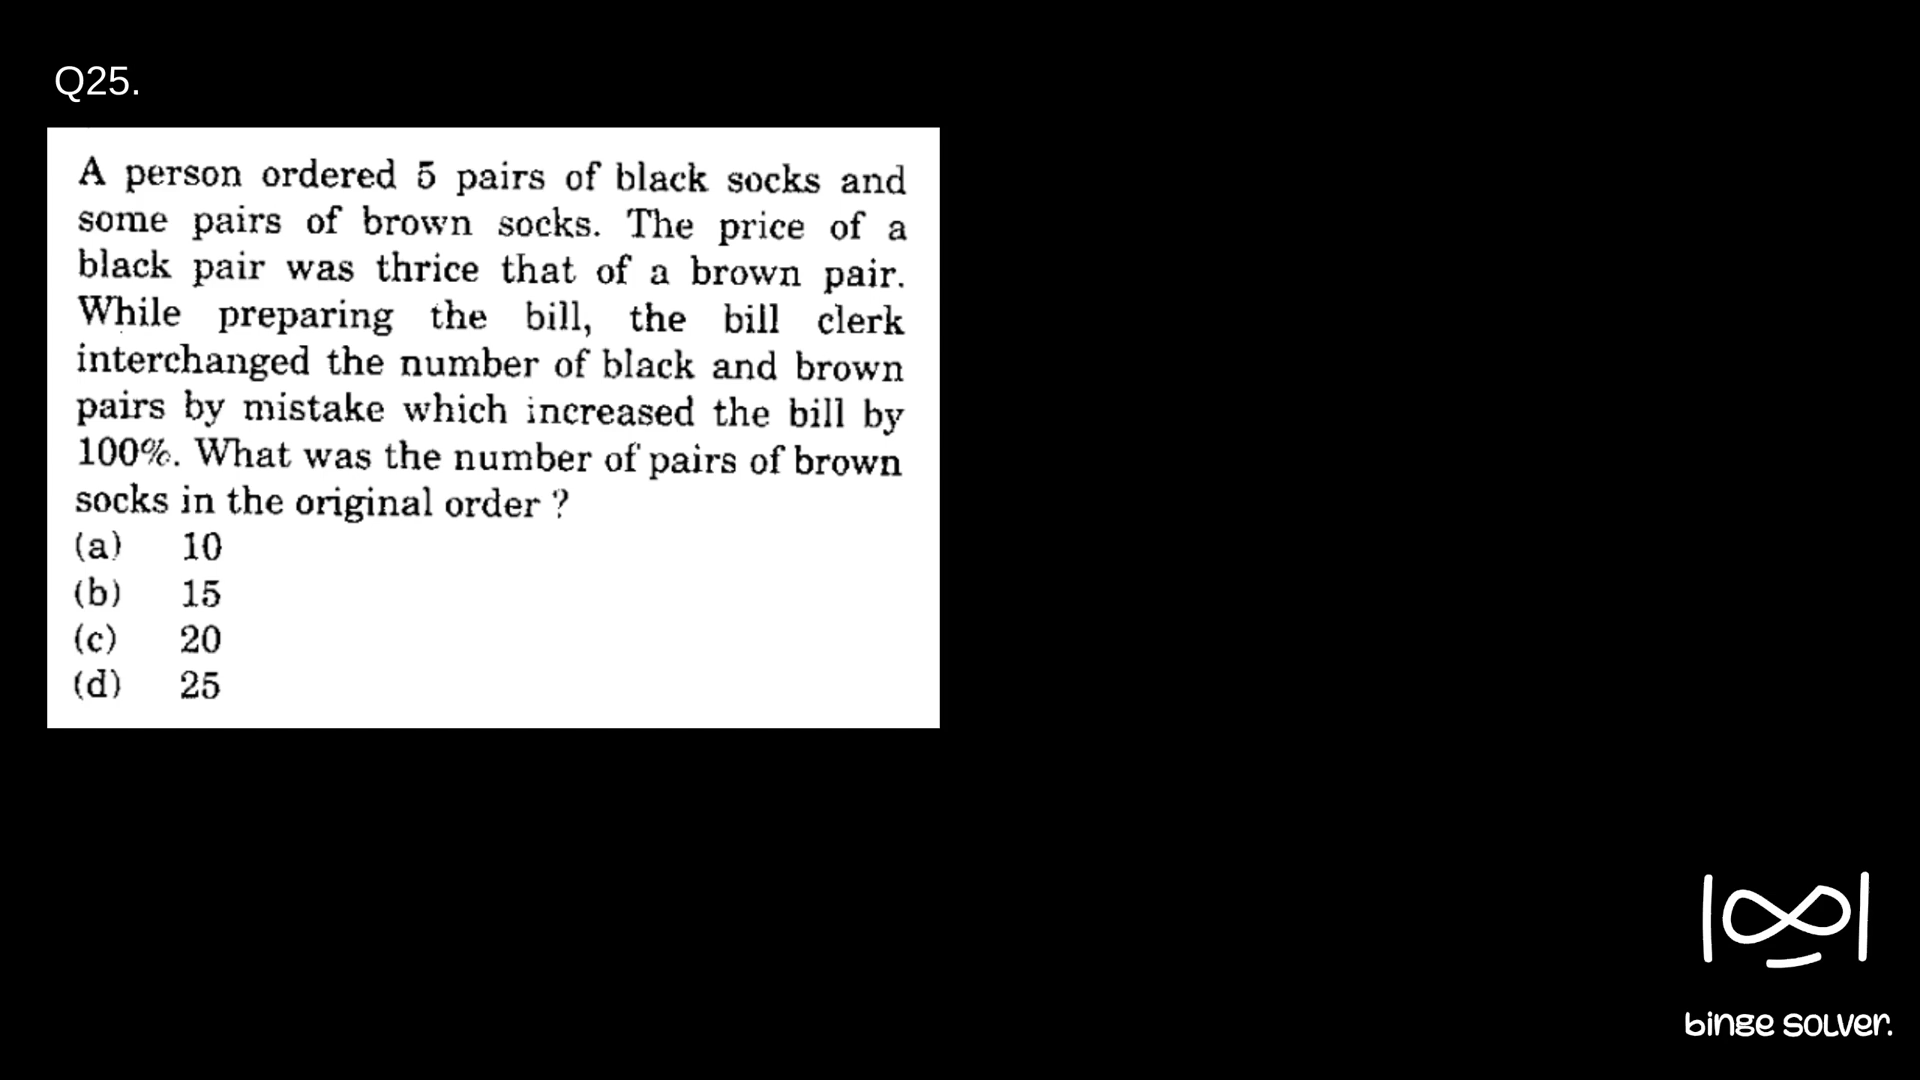 Q25.
A person ordered 5 pairs of black socks and
some pairs of brown socks. The price of a
black pair was thrice that of a brown pair.
While preparing the bill, the bill clerk
interchanged the number of black and brown
pairs by mistake which increased the bill by
100%. What was the number of pairs of brown
socks in the original order ?
(a) 10
(b) 15
(c) 20
(d) 25
binge solver.